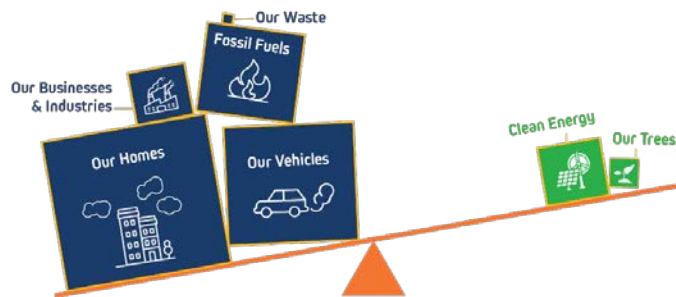 Our Waste
Fossil Fuels
Our Businesses
& Industries
Our Homes
Our Vehicles
Clean Energy
Our Trees